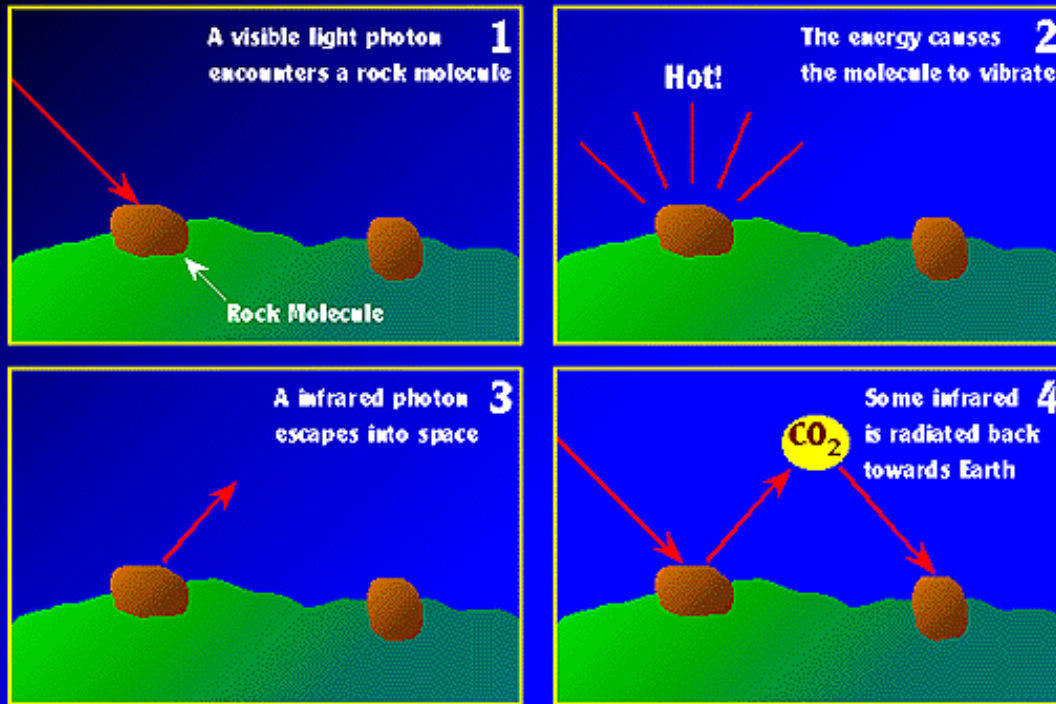 A visible light photon 1
encounters a rock molecule
Rock Molecule
The energy causes 2
the molecule to vibrate
Hot!
A infrared photon 3
escapes into space
Some infrared 4
is radiated back
towards Earth
CO₂